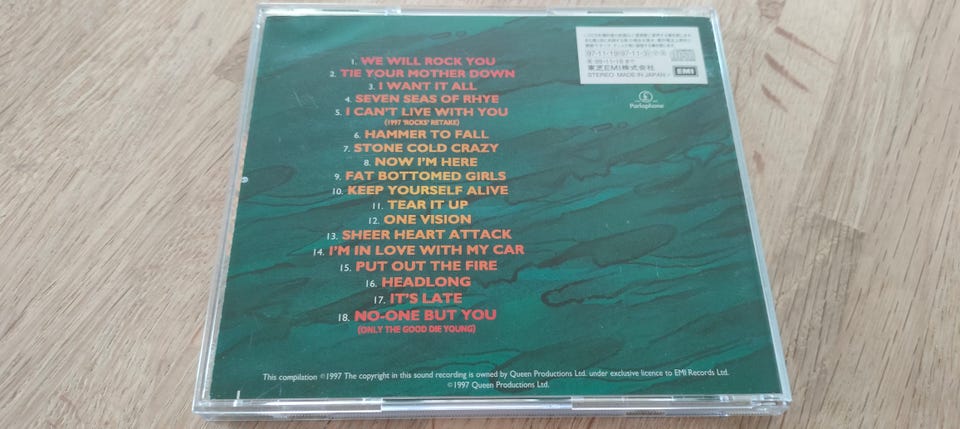 1. WE WILL ROCK YOU
2. TIE YOUR MOTHER DOWN
3. I WANT IT ALL
4. SEVEN SEAS OF RHYE
5. I CAN'T LIVE WITH YOU
(1997 'ROCKS' RETAKE)
6. HAMMER TO FALL
7. STONE COLD CRAZY
8. NOW I'M HERE
9. FAT BOTTOMED GIRLS
10. KEEP YOURSELF ALIVE
11. TEAR IT UP
12. ONE VISION
13. SHEER HEART ATTACK
14. I'M IN LOVE WITH MY CAR
15. PUT OUT THE FIRE
16. HEADLONG
17. IT'S LATE
18. NO-ONE BUT YOU
(ONLY THE GOOD DIE YOUNG)
東芝EMI株式会社
STEREO MADE IN JAPAN
EMI
Parlophone
This compilation ℗1997 The copyright in this sound recording is owned by Queen Productions Ltd. under exclusive licence to EMI Records Ltd.
©1997 Queen Productions Ltd.